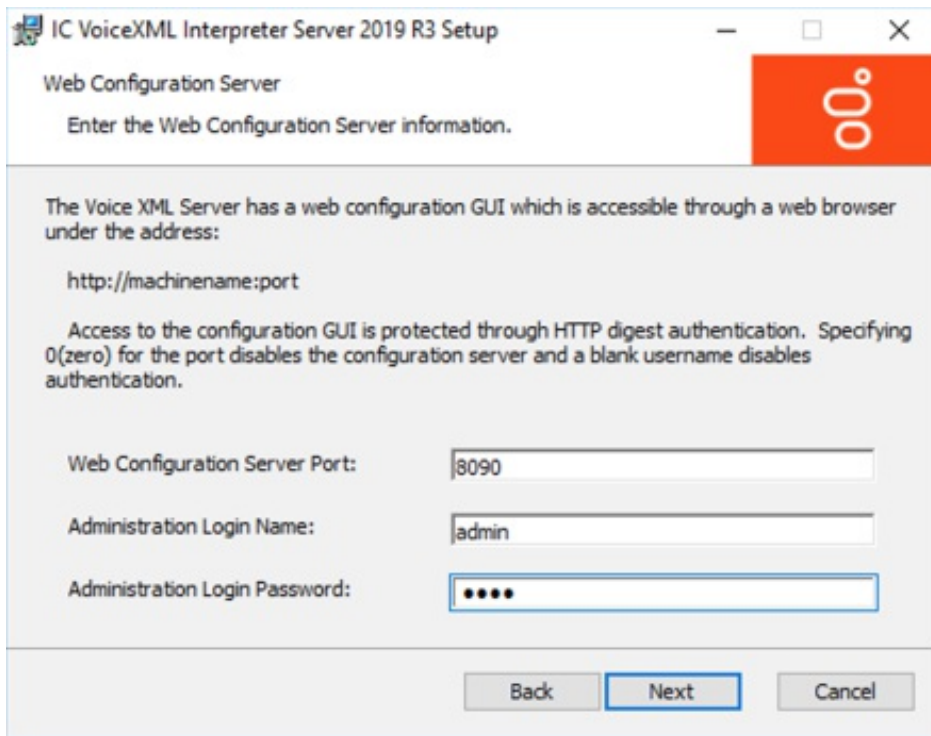 IC VoiceXML Interpreter Server 2019 R3 Setup
Web Configuration Server
Enter the Web Configuration Server information.
The Voice XML Server has a web configuration GUI which is accessible through a web browser
under the address:
http://machinename:port
Access to the configuration GUI is protected through HTTP digest authentication. Specifying
0(zero) for the port disables the configuration server and a blank username disables
authentication.
Web Configuration Server Port: 8090
Administration Login Name: admin
Administration Login Password: ●●●●
Back Next Cancel